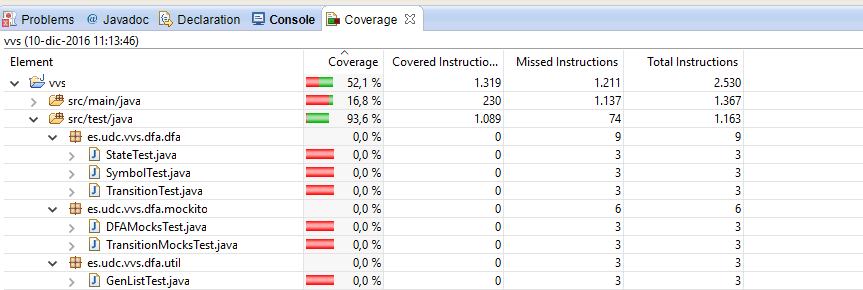 Problems @ Javadoc Declaration Console Coverage
vvs (10-dic-2016 11:13:46)
Element Coverage Covered Instructio... Missed Instructions Total Instructions
vvs 52,1 % 1.319 1.211 2.530
src/main/java 16,8 % 230 1.137 1.367
src/test/java 93,6 % 1.089 74 1.163
es.udc.vvs.dfa.dfa 0,0 % 0 9 9
StateTest.java 0,0 % 0 3 3
SymbolTest.java 0,0 % 0 3 3
TransitionTest.java 0,0 % 0 3 3
es.udc.vvs.dfa.mockito 0,0 % 0 6 6
DFAMocksTest.java 0,0 % 0 3 3
TransitionMocksTest.java 0,0 % 0 3 3
es.udc.vvs.dfa.util 0,0 % 0 3 3
GenListTest.java 0,0 % 0 3 3